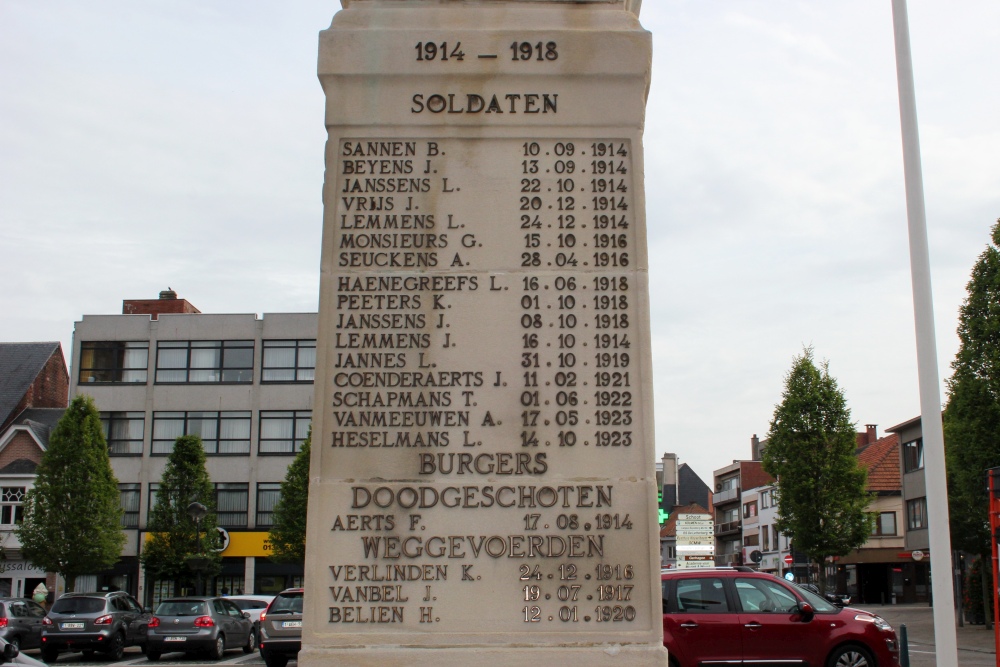 1914 — 1918
SOLDATEN
SANNEN B. 10.09.1914
BEYENS J. 13.09.1914
JANSSENS L. 22.10.1914
VRIJS J. 20.12.1914
LEMMENS L. 24.12.1914
MONSIEURS G. 15.10.1916
SEUCKENS A. 28.04.1916
HAENEGREEFS L. 16.06.1918
PEETERS K. 01.10.1918
JANSSENS J. 08.10.1918
LEMMENS J. 16.10.1914
JANNES L. 31.10.1919
COENDERAERTS J. 11.02.1921
SCHAPMANS T. 01.06.1922
VANMEEUWEN A. 17.05.1923
HESELMANS L. 14.10.1923
BURGERS
DOODGESCHOTEN
AERTS F. 17.08.1914
WEGGEVOERDEN
VERLINDEN K. 24.12.1916
VANBEL J. 19.07.1917
BELIEN H. 12.01.1920